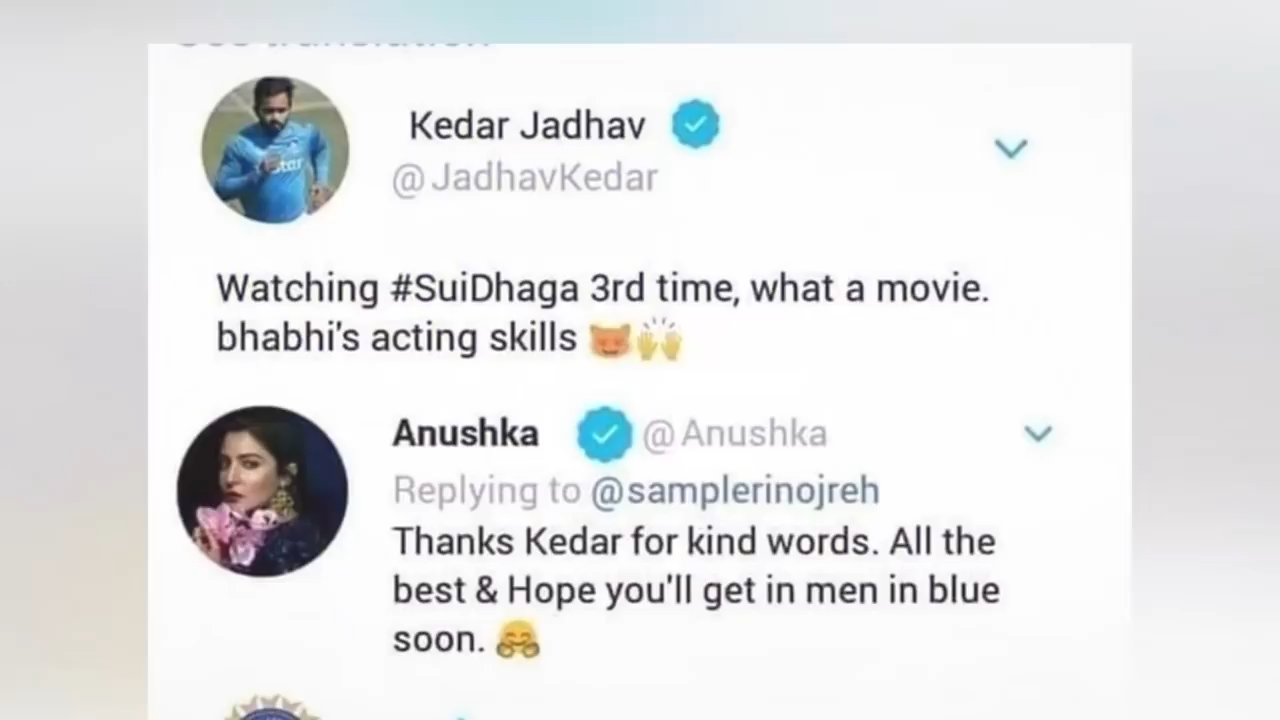 Kedar Jadhav
@JadhavKedar
Watching #SuiDhaga 3rd time, what a movie.
bhabhi's acting skills 😈🙌
Anushka @Anushka
Replying to @samplerinojreh
Thanks Kedar for kind words. All the
best & Hope you'll get in men in blue
soon. 🤗